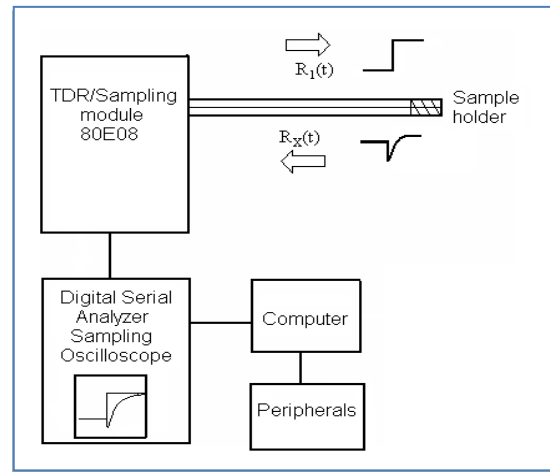 R1(t)
TDR/Sampling
module
80E08
Sample
holder
RX(t)
Digital Serial
Analyzer
Sampling
Oscilloscope
Computer
Peripherals